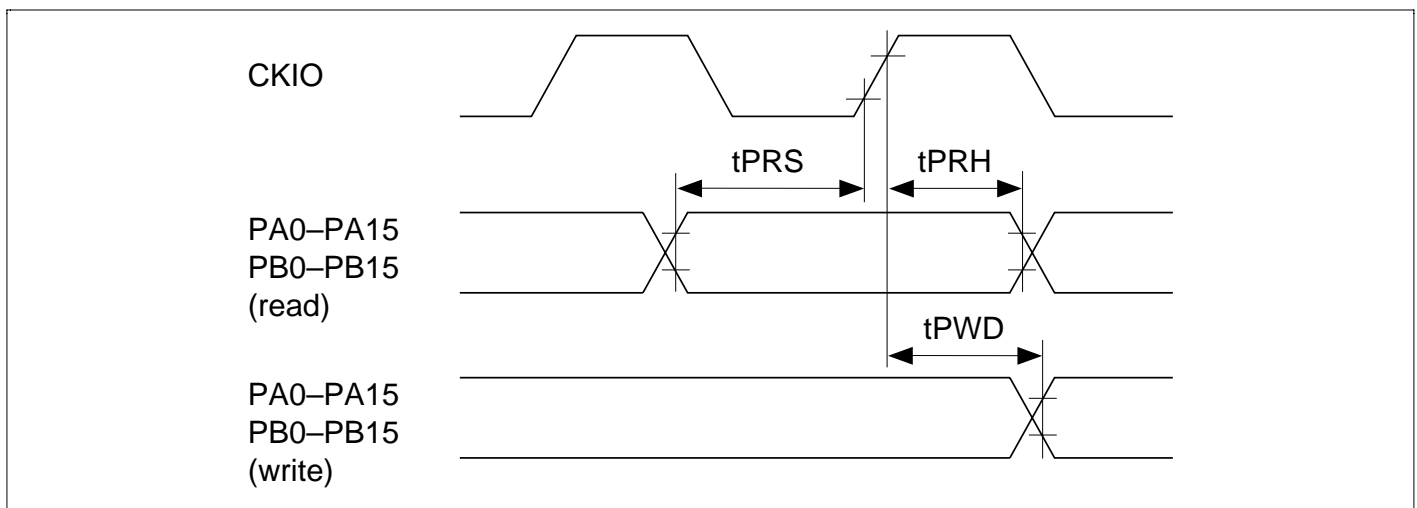 CKIO
tPRS
tPRH
PA0–PA15
PB0–PB15
(read)
tPWD
PA0–PA15
PB0–PB15
(write)